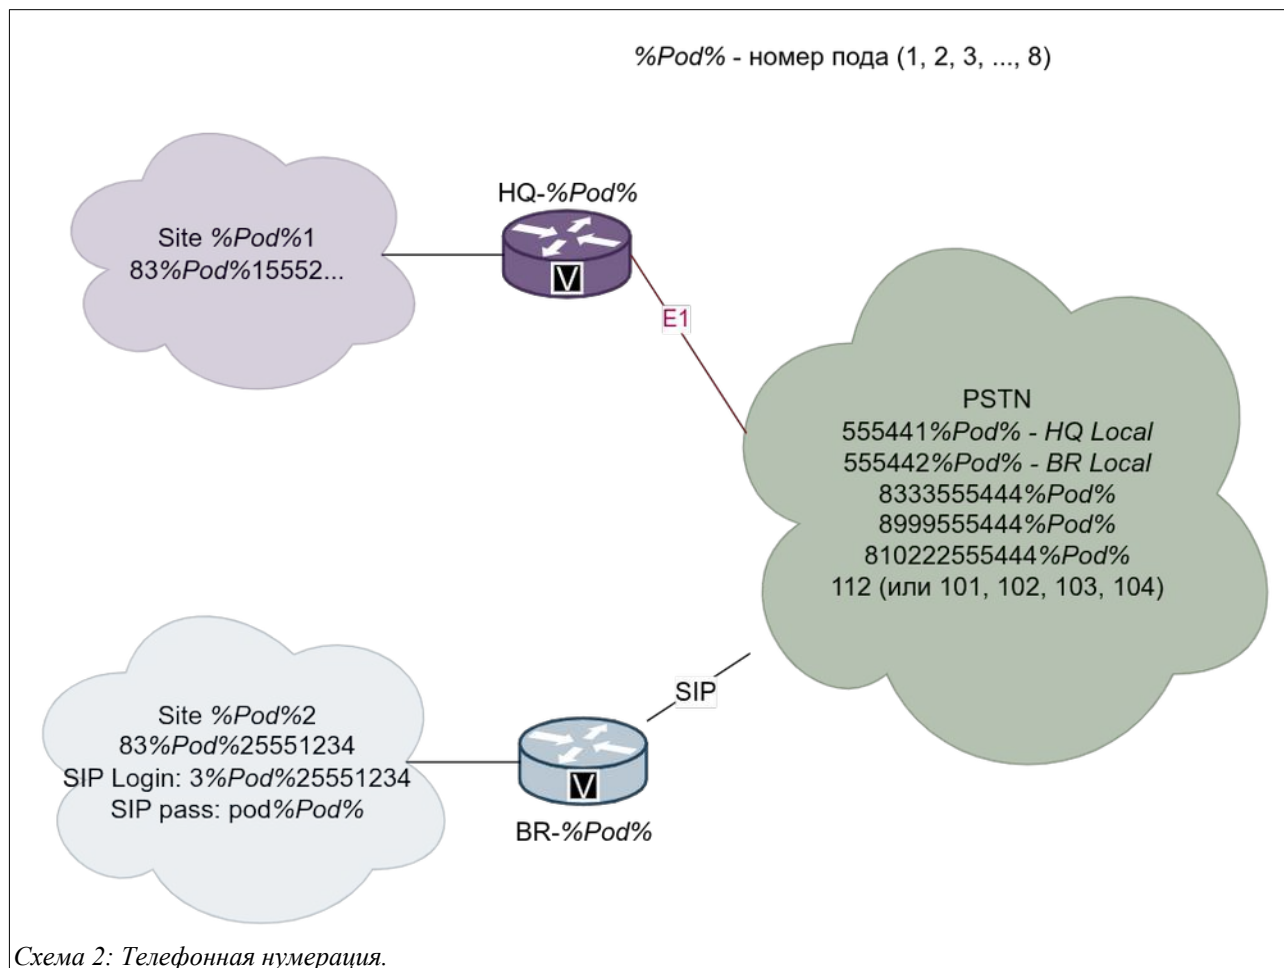 %Pod% - номер пода (1, 2, 3, ..., 8)
HQ-%Pod%
Site %Pod%1
83%Pod%15552...
V
E1
PSTN
555441%Pod% - HQ Local
555442%Pod% - BR Local
8333555444%Pod%
8999555444%Pod%
810222555444%Pod%
112 (или 101, 102, 103, 104)
SIP
Site %Pod%2
83%Pod%25551234
SIP Login: 3%Pod%25551234
SIP pass: pod%Pod%
V
BR-%Pod%
Схема 2: Телефонная нумерация.